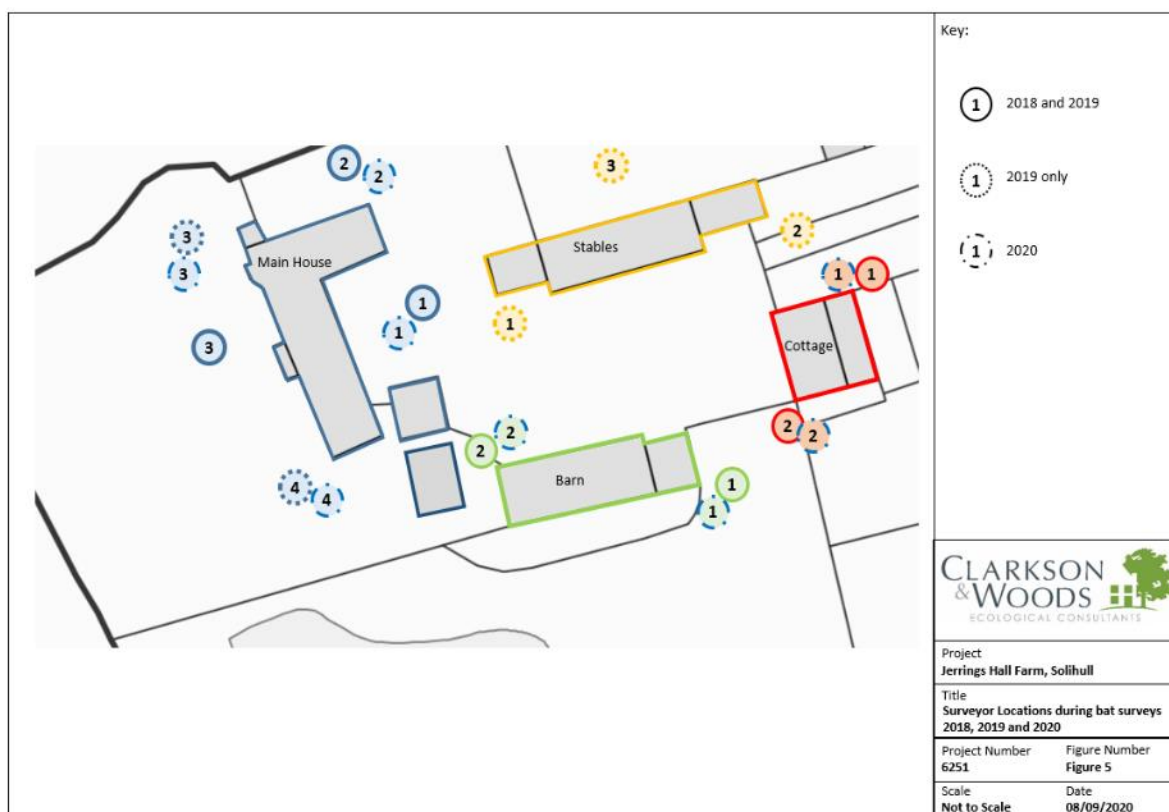 Key:
1 2018 and 2019
1 2019 only
1 2020
2
2
3
3
3
Main House
1
1
4
4
3
Stables
2
1
1
1
Cottage
2
2
2
2
Barn
1
1
CLARKSON
& WOODS
ECOLOGICAL CONSULTANTS
Project
Jerrings Hall Farm, Solihull
Title
Surveyor Locations during bat surveys
2018, 2019 and 2020
Project Number Figure Number
6251 Figure 5
Scale Date
Not to Scale 08/09/2020